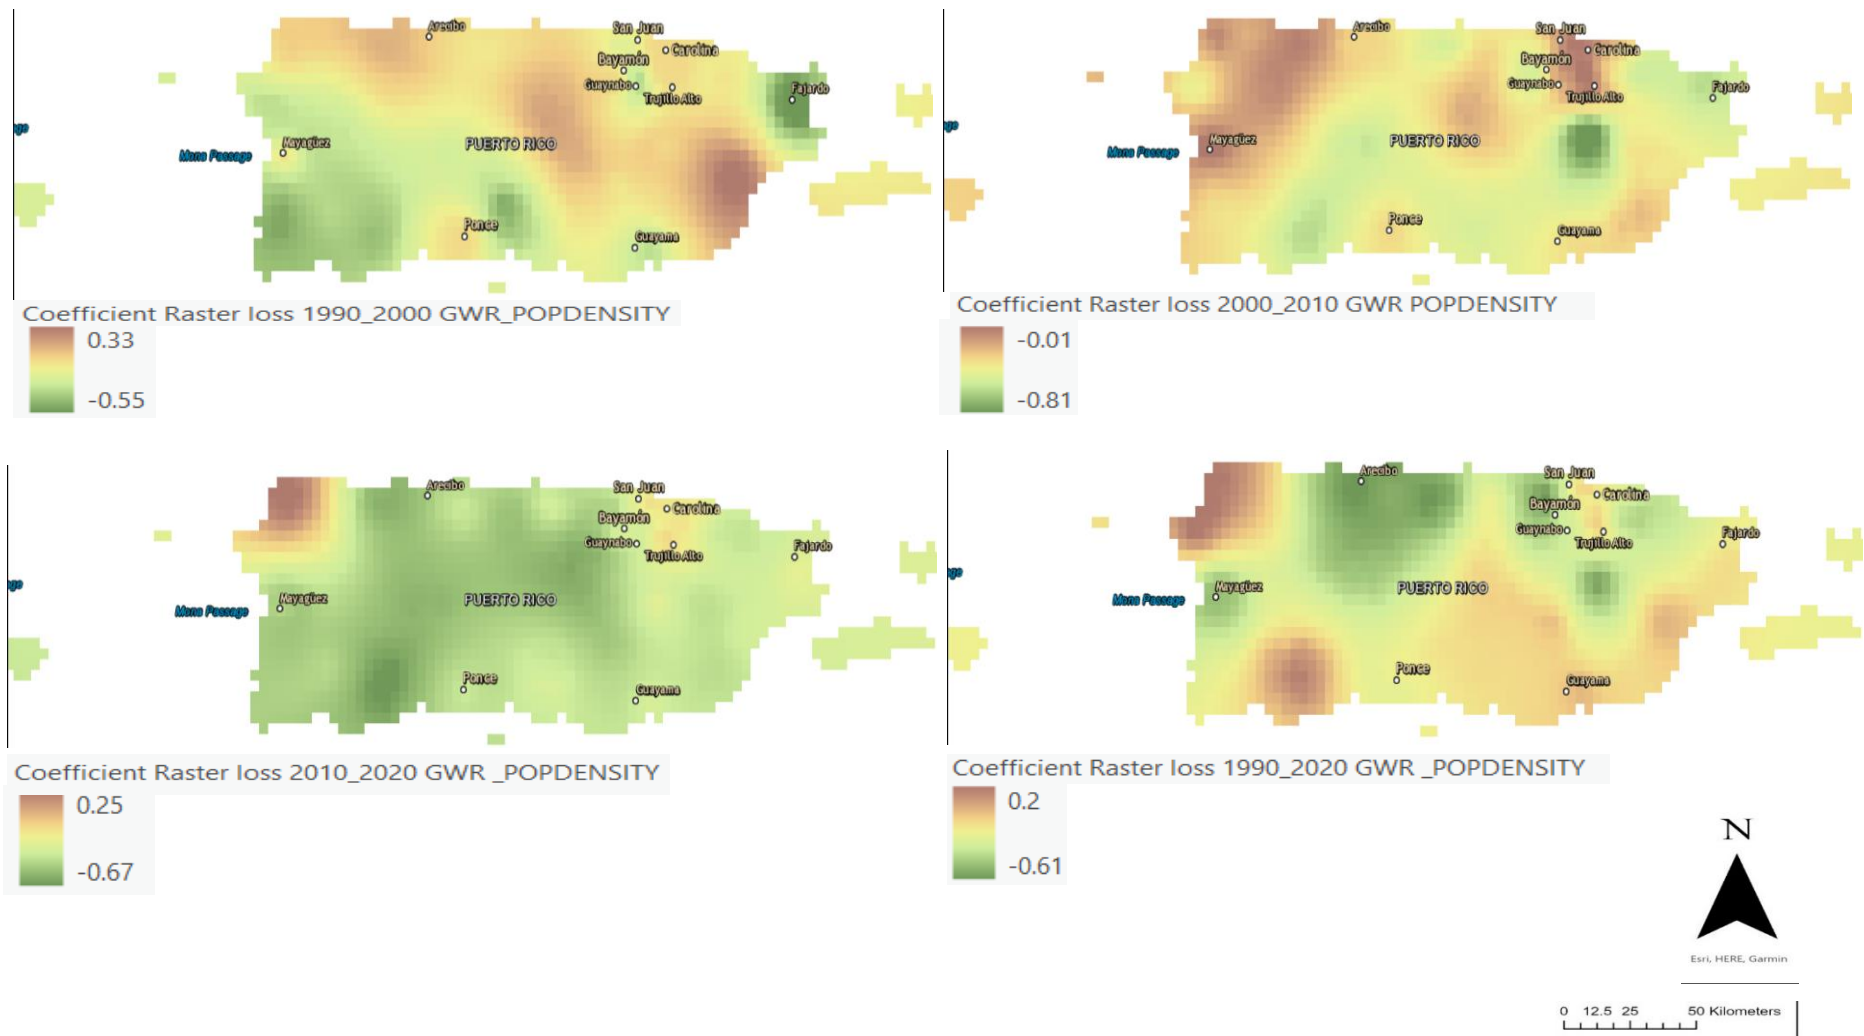 Arecibo
San Juan
Carolina
Bayamón
Guaynabo
Trujillo Alto
Fajardo
Mayagüez
PUERTO RICO
Mona Passage
Ponce
Guayama
Coefficient Raster loss 1990_2000 GWR_POPDENSITY
0.33
-0.55
Arecibo
San Juan
Carolina
Bayamón
Guaynabo
Trujillo Alto
Fajardo
Mayagüez
PUERTO RICO
Mona Passage
Ponce
Guayama
Coefficient Raster loss 2000_2010 GWR POPDENSITY
-0.01
-0.81
Arecibo
San Juan
Carolina
Bayamón
Guaynabo
Trujillo Alto
Fajardo
Mayagüez
PUERTO RICO
Mona Passage
Ponce
Guayama
Coefficient Raster loss 2010_2020 GWR _POPDENSITY
0.25
-0.67
Arecibo
San Juan
Carolina
Bayamón
Guaynabo
Trujillo Alto
Fajardo
Mayagüez
PUERTO RICO
Mona Passage
Ponce
Guayama
Coefficient Raster loss 1990_2020 GWR _POPDENSITY
0.2
-0.61
N
Esri, HERE, Garmin
0 12.5 25 50 Kilometers